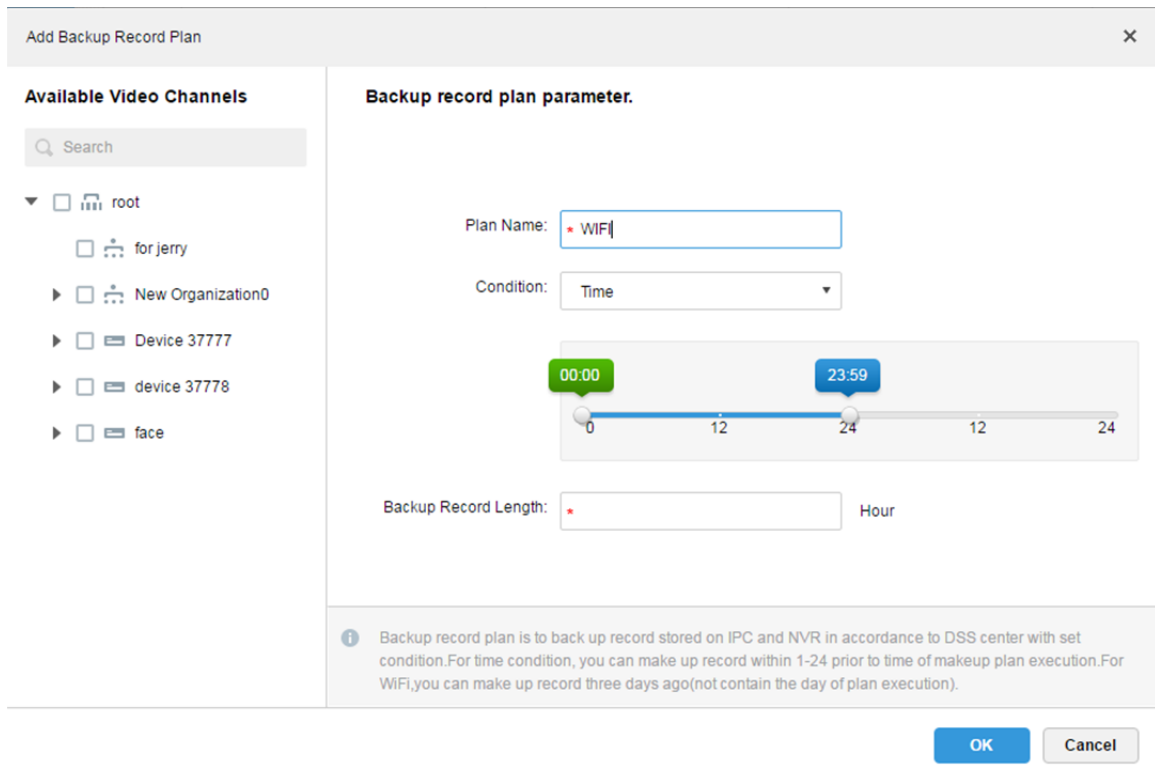 Add Backup Record Plan
×
Available Video Channels
Search
root
for jerry
New Organization0
Device 37777
device 37778
face
Backup record plan parameter.
Plan Name: * WIFI
Condition: Time
00:00 23:59
0 12 24 12 24
Backup Record Length: * Hour
Backup record plan is to back up record stored on IPC and NVR in accordance to DSS center with set
condition.For time condition, you can make up record within 1-24 prior to time of makeup plan execution.For
WiFi,you can make up record three days ago(not contain the day of plan execution).
OK Cancel